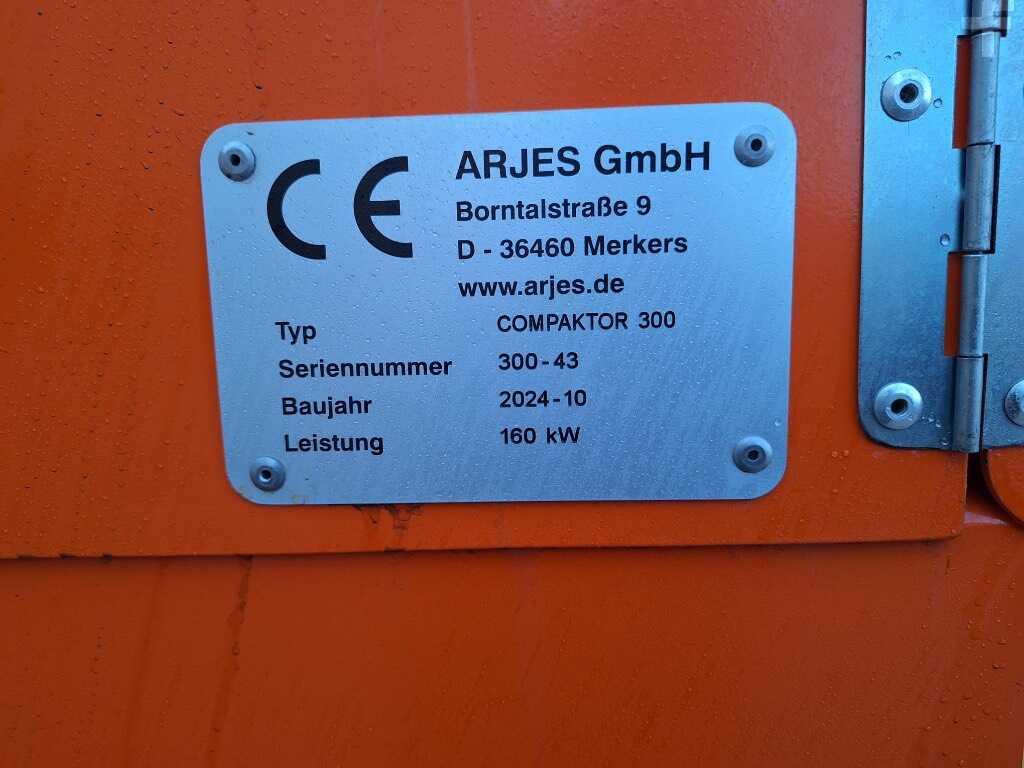 CE
ARJES GmbH
Borntalstraße 9
D - 36460 Merkers
www.arjes.de
Typ COMPAKTOR 300
Seriennummer 300-43
Baujahr 2024-10
Leistung 160 kW